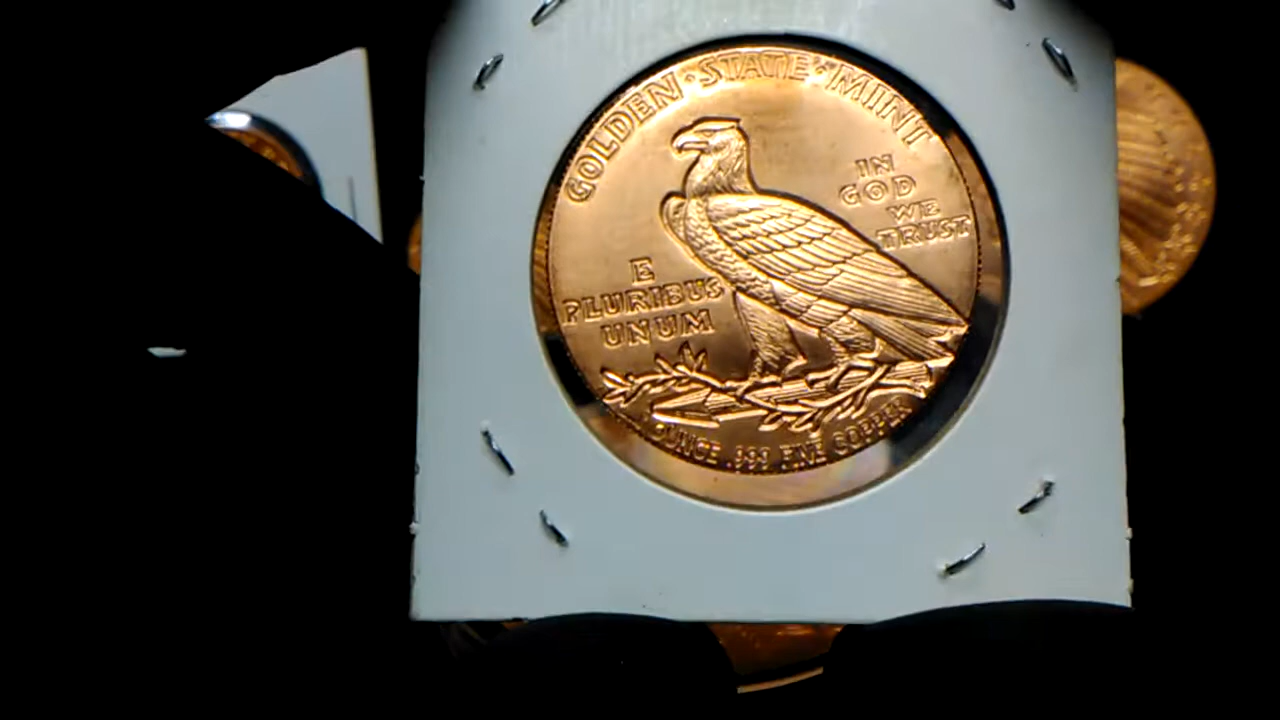 GOLDEN·STATE·MINT
IN
GOD
WE
TRUST
E
PLURIBUS
UNUM
OUNCE .999 FINE COPPER